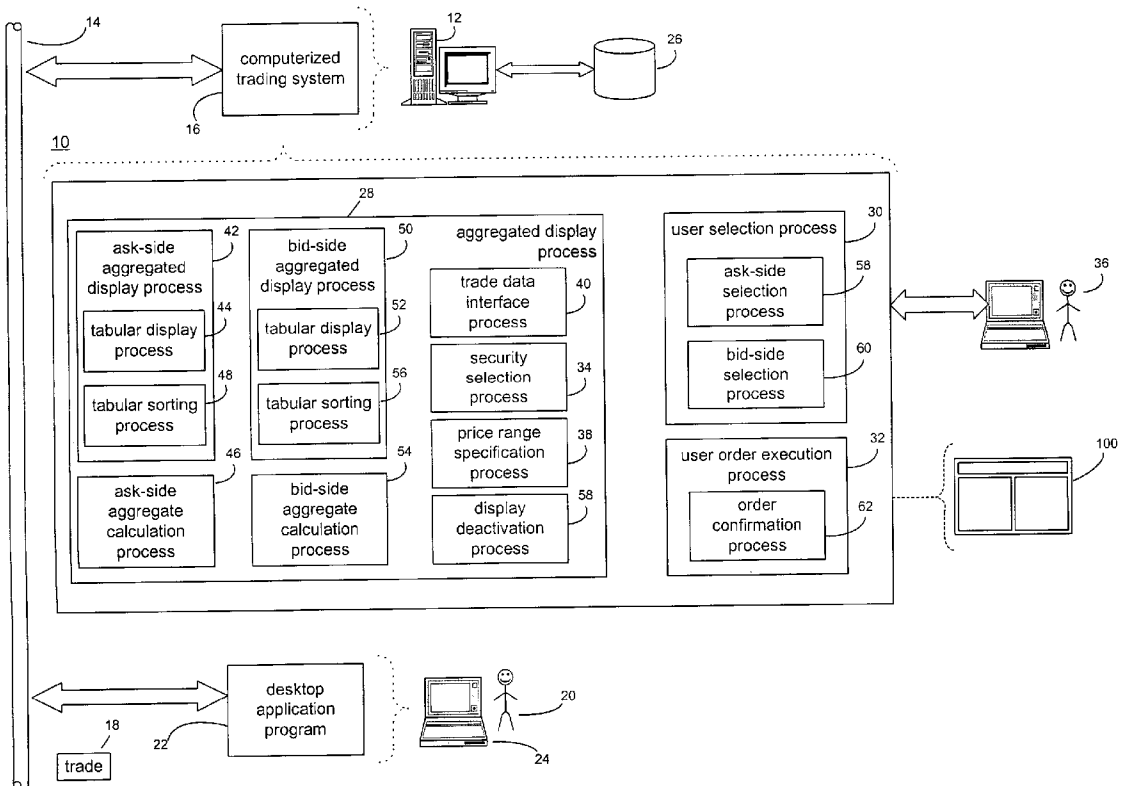 14
12
26
computerized
trading system
16
10
28
ask-side
aggregated
display process
42
tabular display
process
44
tabular sorting
process
48
ask-side
aggregate
calculation
process
46
bid-side
aggregated
display process
50
tabular display
process
52
tabular sorting
process
56
bid-side
aggregate
calculation
process
54
aggregated display
process
trade data
interface
process
40
security
selection
process
34
price range
specification
process
38
display
deactivation
process
58
user selection process
30
ask-side
selection
process
58
bid-side
selection
process
60
user order execution
process
32
order
confirmation
process
62
36
100
desktop
application
program
22
20
24
18
trade